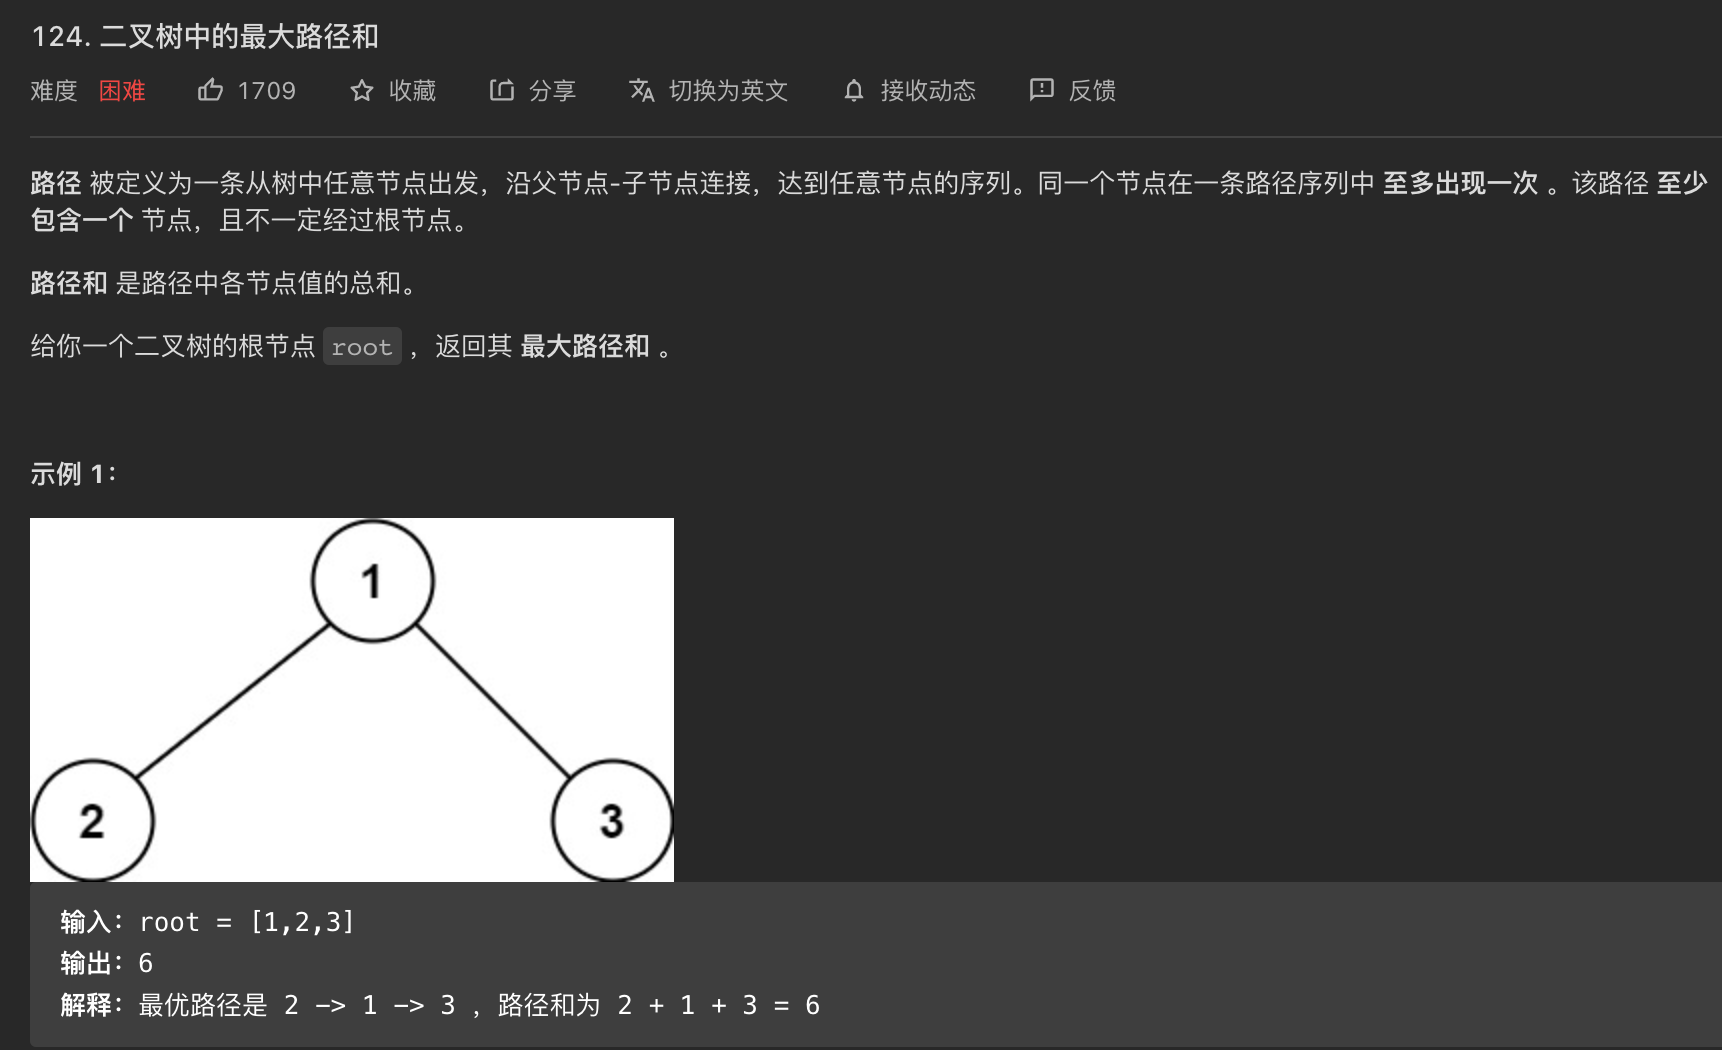 124. 二叉树中的最大路径和
难度 困难 1709 收藏 分享 切换为英文 接收动态 反馈
路径 被定义为一条从树中任意节点出发，沿父节点-子节点连接，达到任意节点的序列。同一个节点在一条路径序列中 至多出现一次 。该路径 至少
包含一个 节点，且不一定经过根节点。
路径和 是路径中各节点值的总和。
给你一个二叉树的根节点 root ，返回其 最大路径和 。
示例 1：
1
2 3
输入：root = [1,2,3]
输出：6
解释：最优路径是 2 -> 1 -> 3 ，路径和为 2 + 1 + 3 = 6